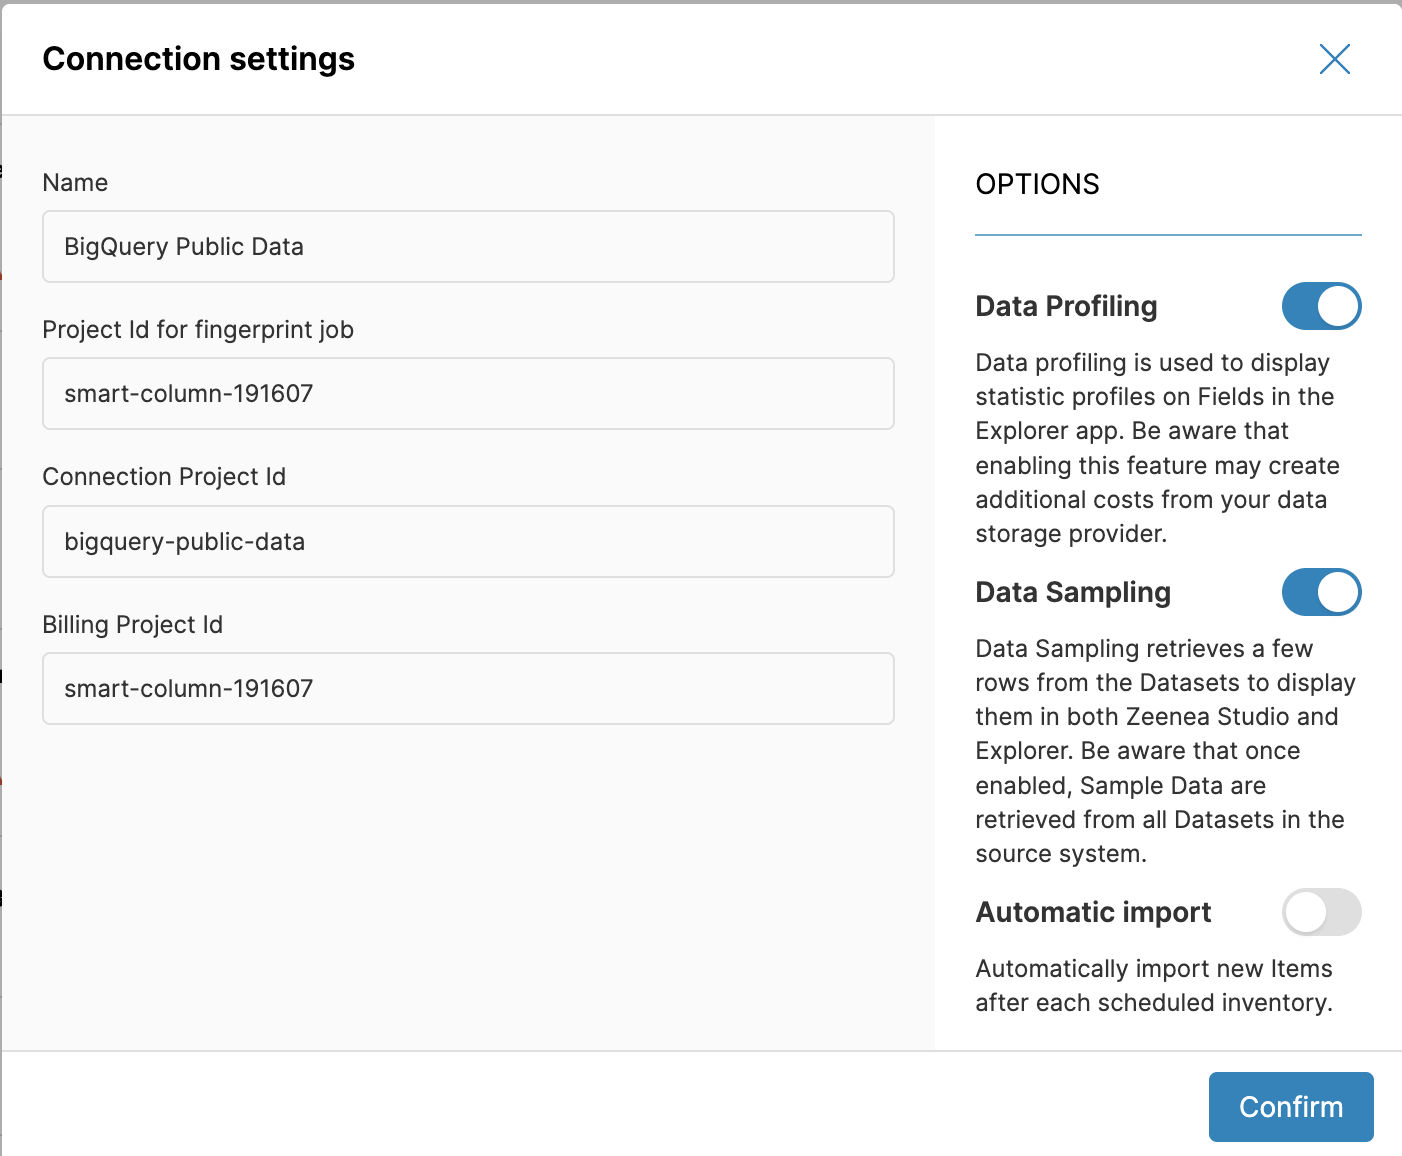 Connection settings
Name
BigQuery Public Data
Project Id for fingerprint job
smart-column-191607
Connection Project Id
bigquery-public-data
Billing Project Id
smart-column-191607
OPTIONS
Data Profiling
Data profiling is used to display
statistic profiles on Fields in the
Explorer app. Be aware that
enabling this feature may create
additional costs from your data
storage provider.
Data Sampling
Data Sampling retrieves a few
rows from the Datasets to display
them in both Zeenea Studio and
Explorer. Be aware that once
enabled, Sample Data are
retrieved from all Datasets in the
source system.
Automatic import
Automatically import new Items
after each scheduled inventory.
Confirm